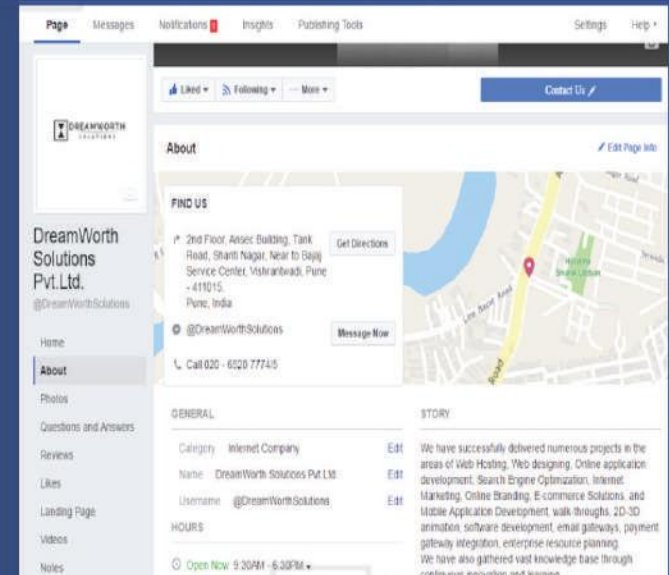 Page Messages Notifications Insights Publishing Tools Settings Help
Liked Following More Contact Us
DREAMWORTH
SOLUTIONS
About Edit Page Info
FIND US
2nd Floor, Ansec Building, Tank
Road, Shanti Nagar, Near to Bajaj
Service Center, Vishrantwadi, Pune
- 411015.
Pune, India
Get Directions
@DreamWorthSolutions Message Now
Call 020 - 6520 7774/5
DreamWorth
Solutions
Pvt.Ltd.
@DreamWorthSolutions
Home
About
Photos
Questions and Answers
Reviews
Likes
Landing Page
Videos
Notes
GENERAL
Category Internet Company Edit
Name DreamWorth Solutions Pvt.Ltd. Edit
Username @DreamWorthSolutions Edit
HOURS
Open Now 9:30AM - 6:30PM
STORY
We have successfully delivered numerous projects in the
areas of Web Hosting, Web designing, Online application
development, Search Engine Optimization, Internet
Marketing, Online Branding, E-commerce Solutions, and
Mobile Application Development, walk-throughs, 2D-3D
animation, software development, email gateways, payment
gateway integration, enterprise resource planning.
We have also gathered vast knowledge base through
continuous innovation and learning